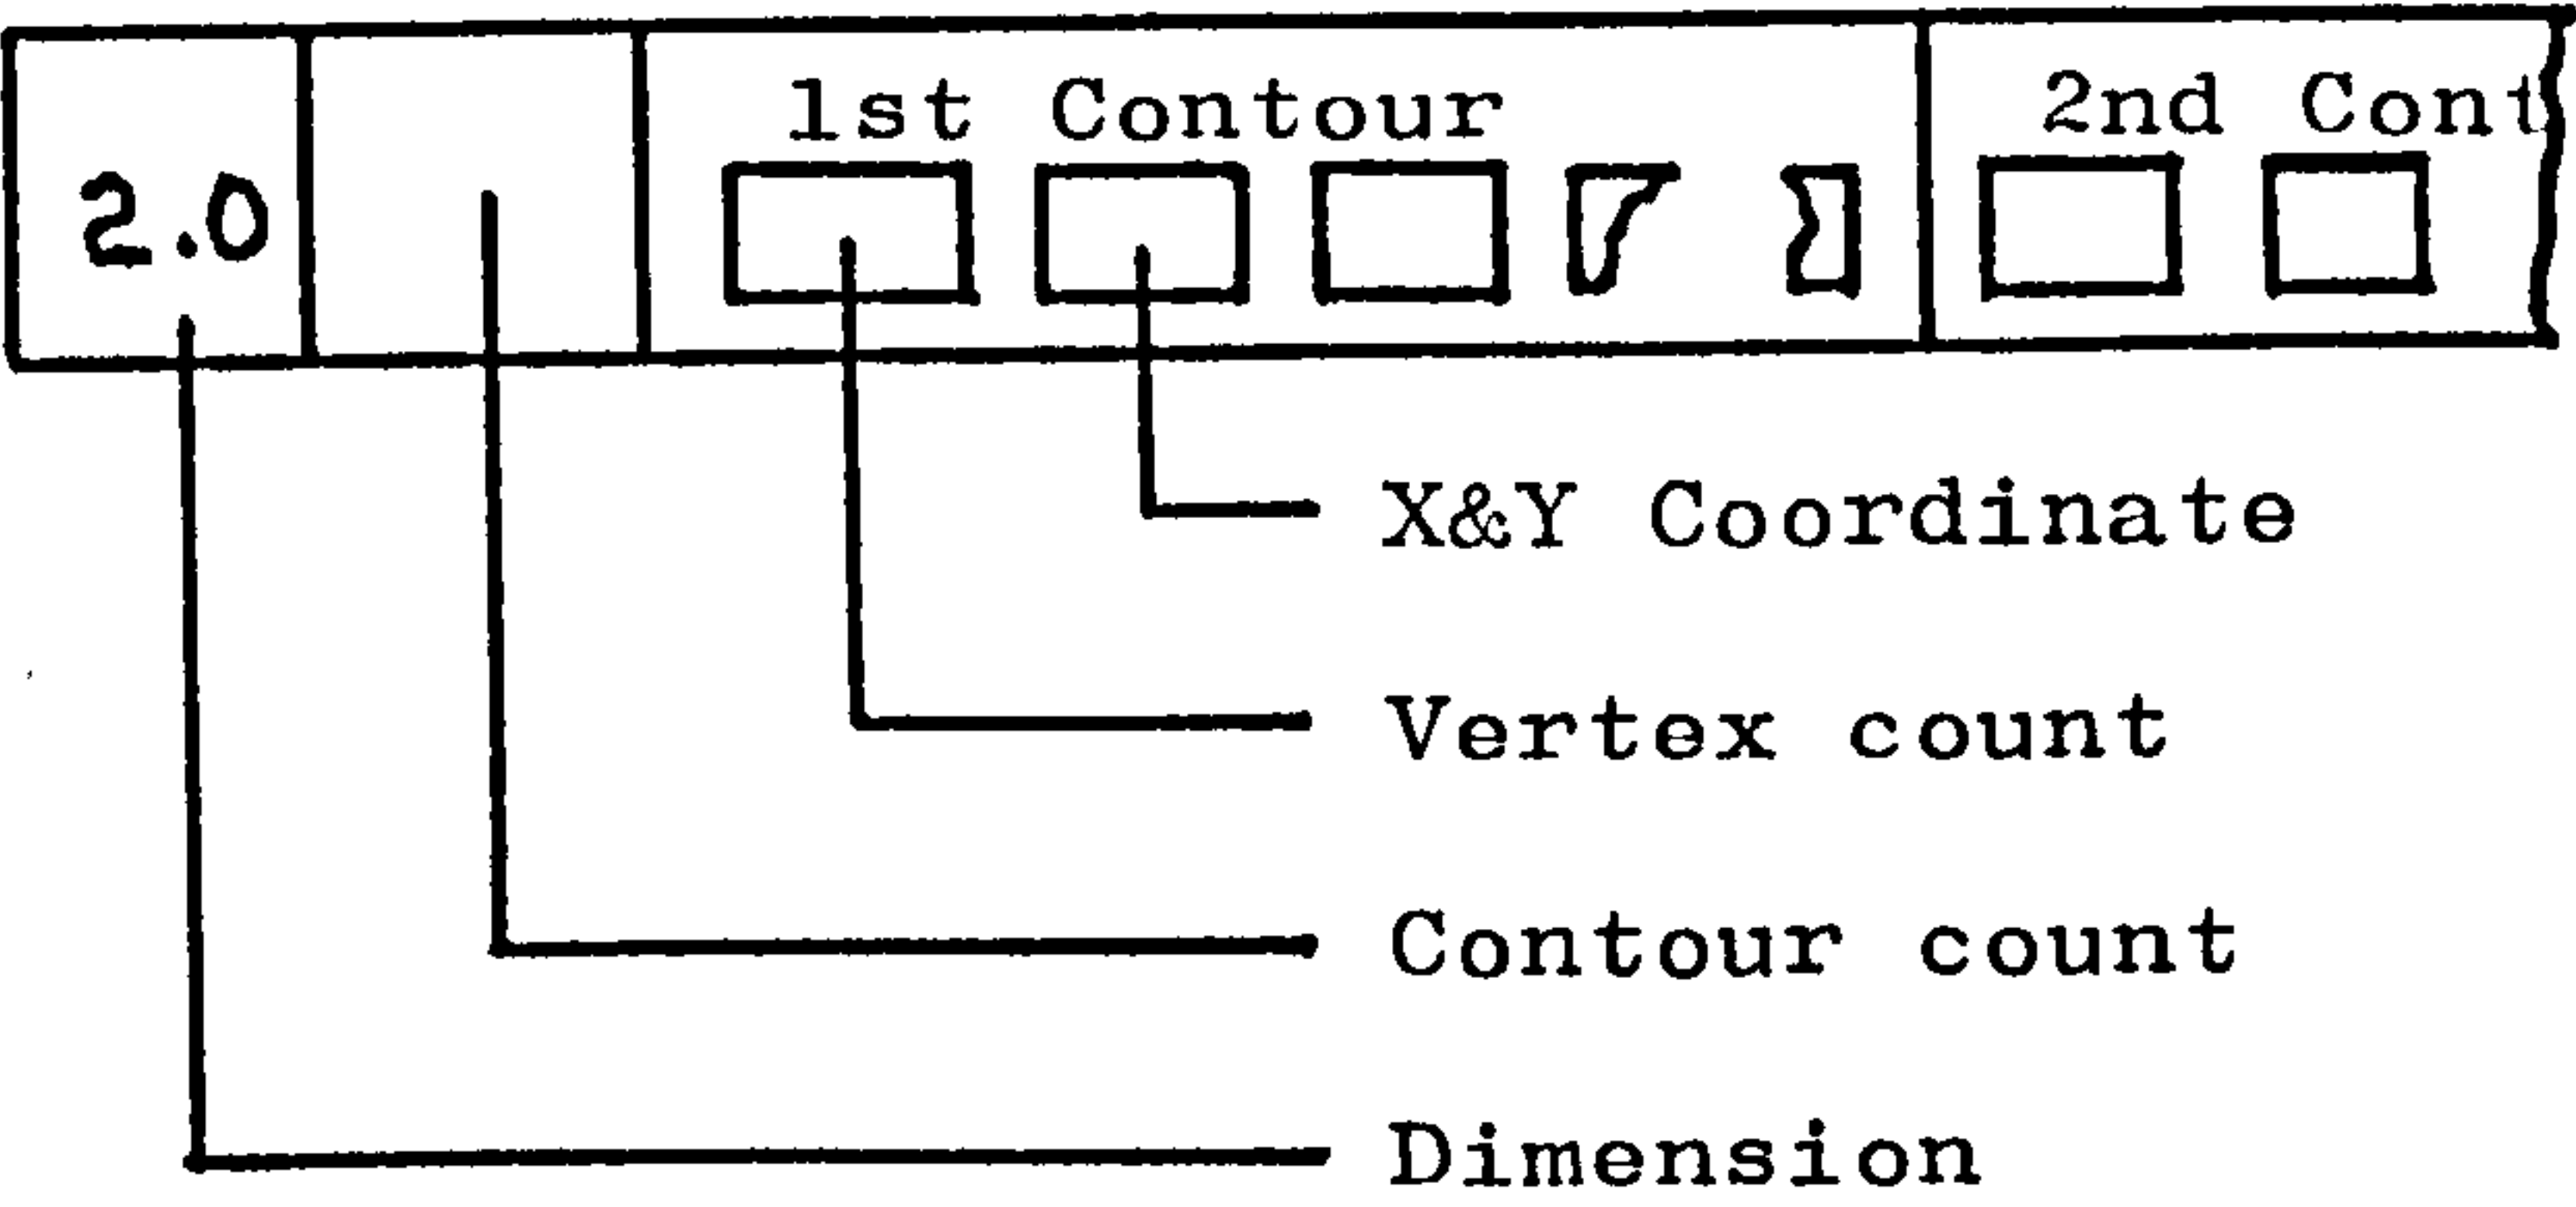 1st Contour 2nd Cont
2.0
X&Y Coordinate
Vertex count
Contour count
Dimension